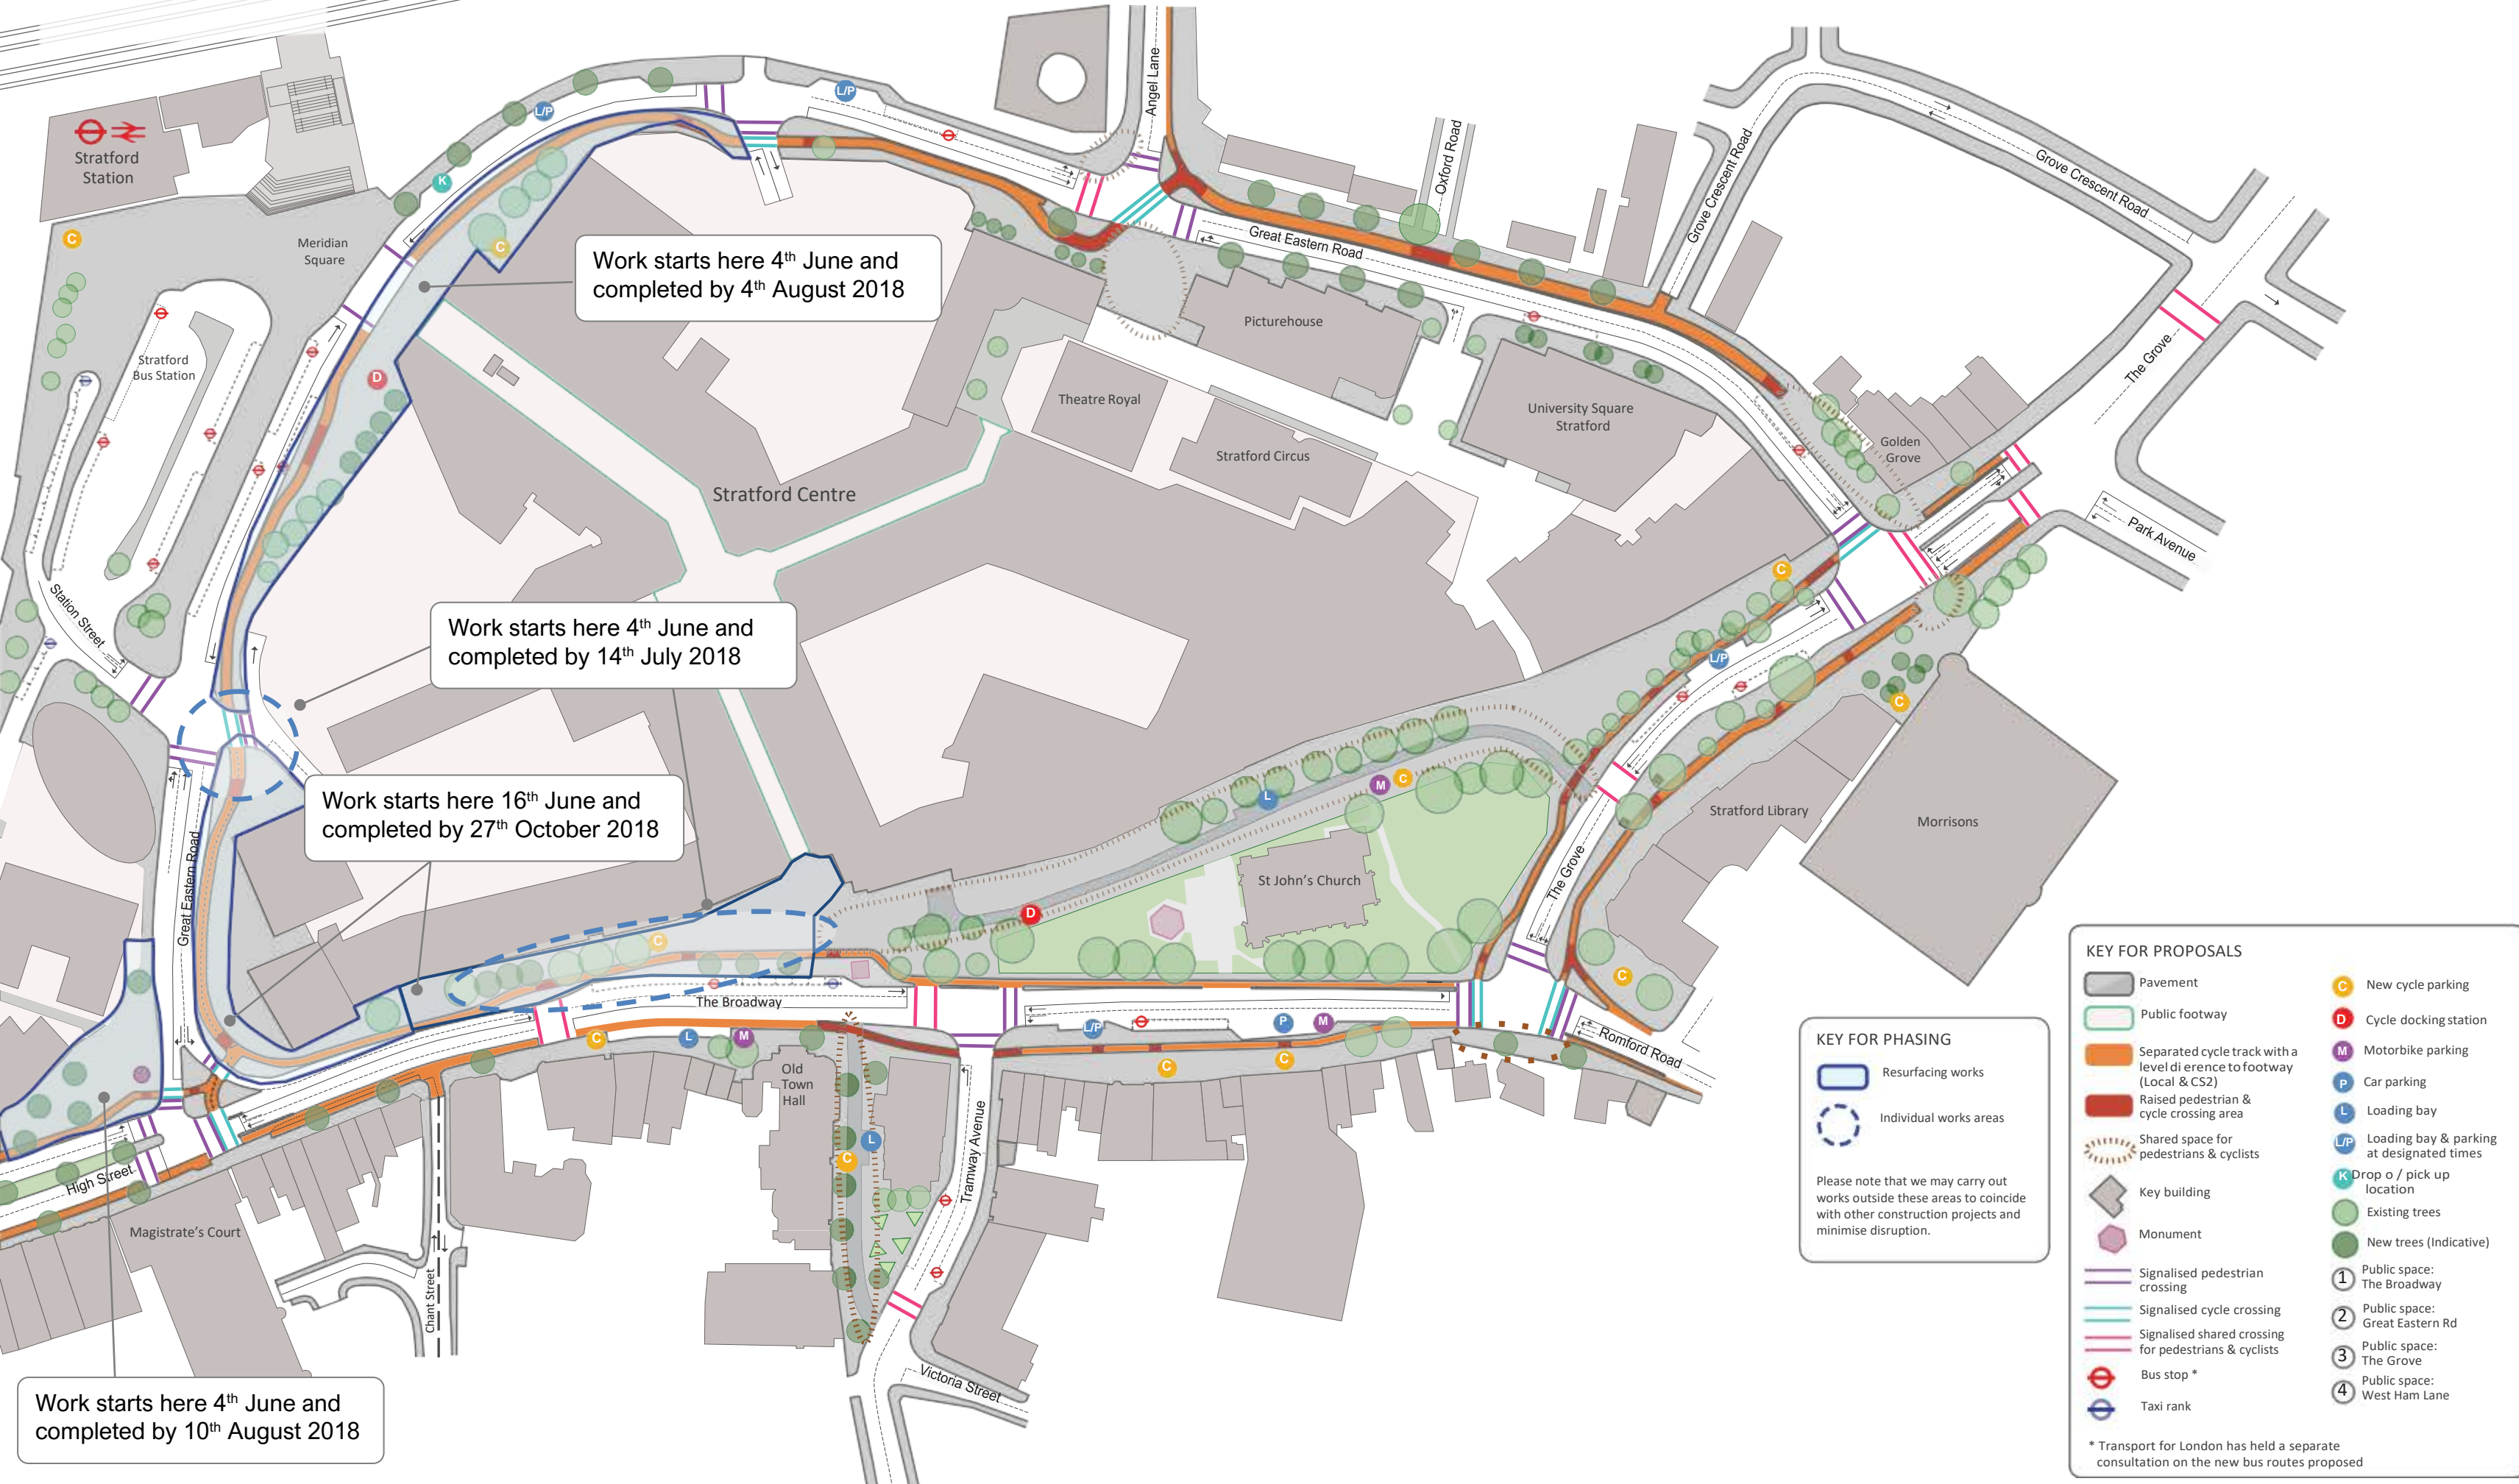 Stratford
Station
Meridian
Square
Stratford
Bus Station
Station Street
C
K
L/P
L/P
C
D
Angel Lane
Oxford Road
Grove Crescent Road
Grove Crescent Road
Great Eastern Road
The Grove
Park Avenue
Work starts here 4th June and
completed by 4th August 2018
Picturehouse
Theatre Royal
Stratford Circus
University Square
Stratford
Golden
Grove
Stratford Centre
Work starts here 4th June and
completed by 14th July 2018
C
L/P
C
Work starts here 16th June and
completed by 27th October 2018
Great Eastern Road
L
M
C
D
C
St John's Church
The Grove
Stratford Library
Morrisons
C
The Broadway
C
L
M
L/P
P
M
C
C
Romford Road
Old
Town
Hall
L
C
Tramway Avenue
High Street
Magistrate's Court
Chant Street
Victoria Street
Work starts here 4th June and
completed by 10th August 2018
KEY FOR PHASING
Resurfacing works
Individual works areas
Please note that we may carry out
works outside these areas to coincide
with other construction projects and
minimise disruption.
KEY FOR PROPOSALS
Pavement
Public footway
Separated cycle track with a
level di erence to footway
(Local & CS2)
Raised pedestrian &
cycle crossing area
Shared space for
pedestrians & cyclists
Key building
Monument
Signalised pedestrian
crossing
Signalised cycle crossing
Signalised shared crossing
for pedestrians & cyclists
Bus stop *
Taxi rank
C New cycle parking
D Cycle docking station
M Motorbike parking
P Car parking
L Loading bay
L/P Loading bay & parking
at designated times
K Drop o / pick up
location
Existing trees
New trees (Indicative)
1 Public space:
The Broadway
2 Public space:
Great Eastern Rd
3 Public space:
The Grove
4 Public space:
West Ham Lane
* Transport for London has held a separate
consultation on the new bus routes proposed